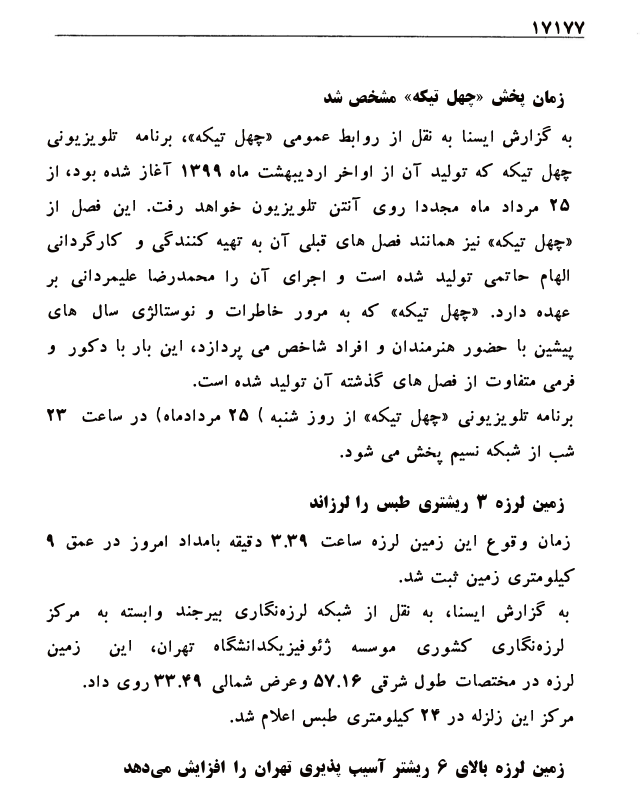 ۱۷۱۷۷
زمان پخش «چهل تیکه» مشخص شد
به گزارش ایسنا به نقل از روابط عمومی «چهل تیکه»، برنامه تلویزیونی
چهل تیکه که تولید آن از اواخر اردیبهشت ماه ۱۳۹۹ آغاز شده بود، از
۲۵ مرداد ماه مجددا روی آنتن تلویزیون خواهد رفت. این فصل از
«چهل تیکه» نیز همانند فصل های قبلی آن به تهیه کنندگی و کارگردانی
الهام حاتمی تولید شده است و اجرای آن را محمدرضا علیمردانی بر
عهده دارد. «چهل تیکه» که به مرور خاطرات و نوستالژی سال های
پیشین با حضور هنرمندان و افراد شاخص می پردازد، این بار با دکور و
فرمی متفاوت از فصل های گذشته آن تولید شده است.
برنامه تلویزیونی «چهل تیکه» از روز شنبه ) ۲۵ مردادماه) در ساعت ۲۳
شب از شبکه نسیم پخش می شود.
زمین لرزه ۳ ریشتری طبس را لرزاند
زمان وقوع این زمین لرزه ساعت ۳.۳۹ دقیقه بامداد امروز در عمق ۹
کیلومتری زمین ثبت شد.
به گزارش ایسنا، به نقل از شبکه لرزه‌نگاری بیرجند وابسته به مرکز
لرزه‌نگاری کشوری موسسه ژئوفیزیکدانشگاه تهران، این زمین
لرزه در مختصات طول شرقی ۵۷.۱۶ وعرض شمالی ۳۳.۴۹ روی داد.
مرکز این زلزله در ۲۴ کیلومتری طبس اعلام شد.
زمین لرزه بالای ۶ ریشتر آسیب پذیری تهران را افزایش می‌دهد